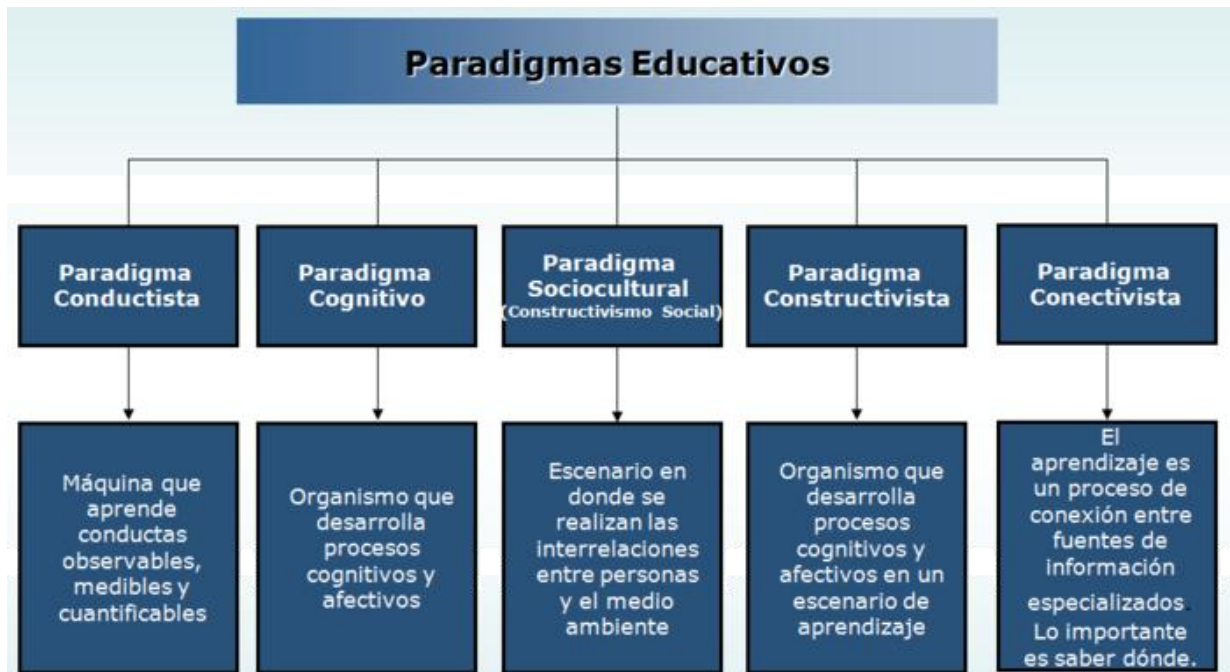 Paradigmas Educativos
Paradigma
Conductista
Paradigma
Cognitivo
Paradigma
Sociocultural
(Constructivismo Social)
Paradigma
Constructivista
Paradigma
Conectivista
Máquina que
aprende
conductas
observables,
medibles y
cuantificables
Organismo que
desarrolla
procesos
cognitivos y
afectivos
Escenario en
donde se
realizan las
interrelaciones
entre personas
y el medio
ambiente
Organismo que
desarrolla
procesos
cognitivos y
afectivos en un
escenario de
aprendizaje
El
aprendizaje es
un proceso de
conexión entre
fuentes de
información
especializados.
Lo importante
es saber dónde.